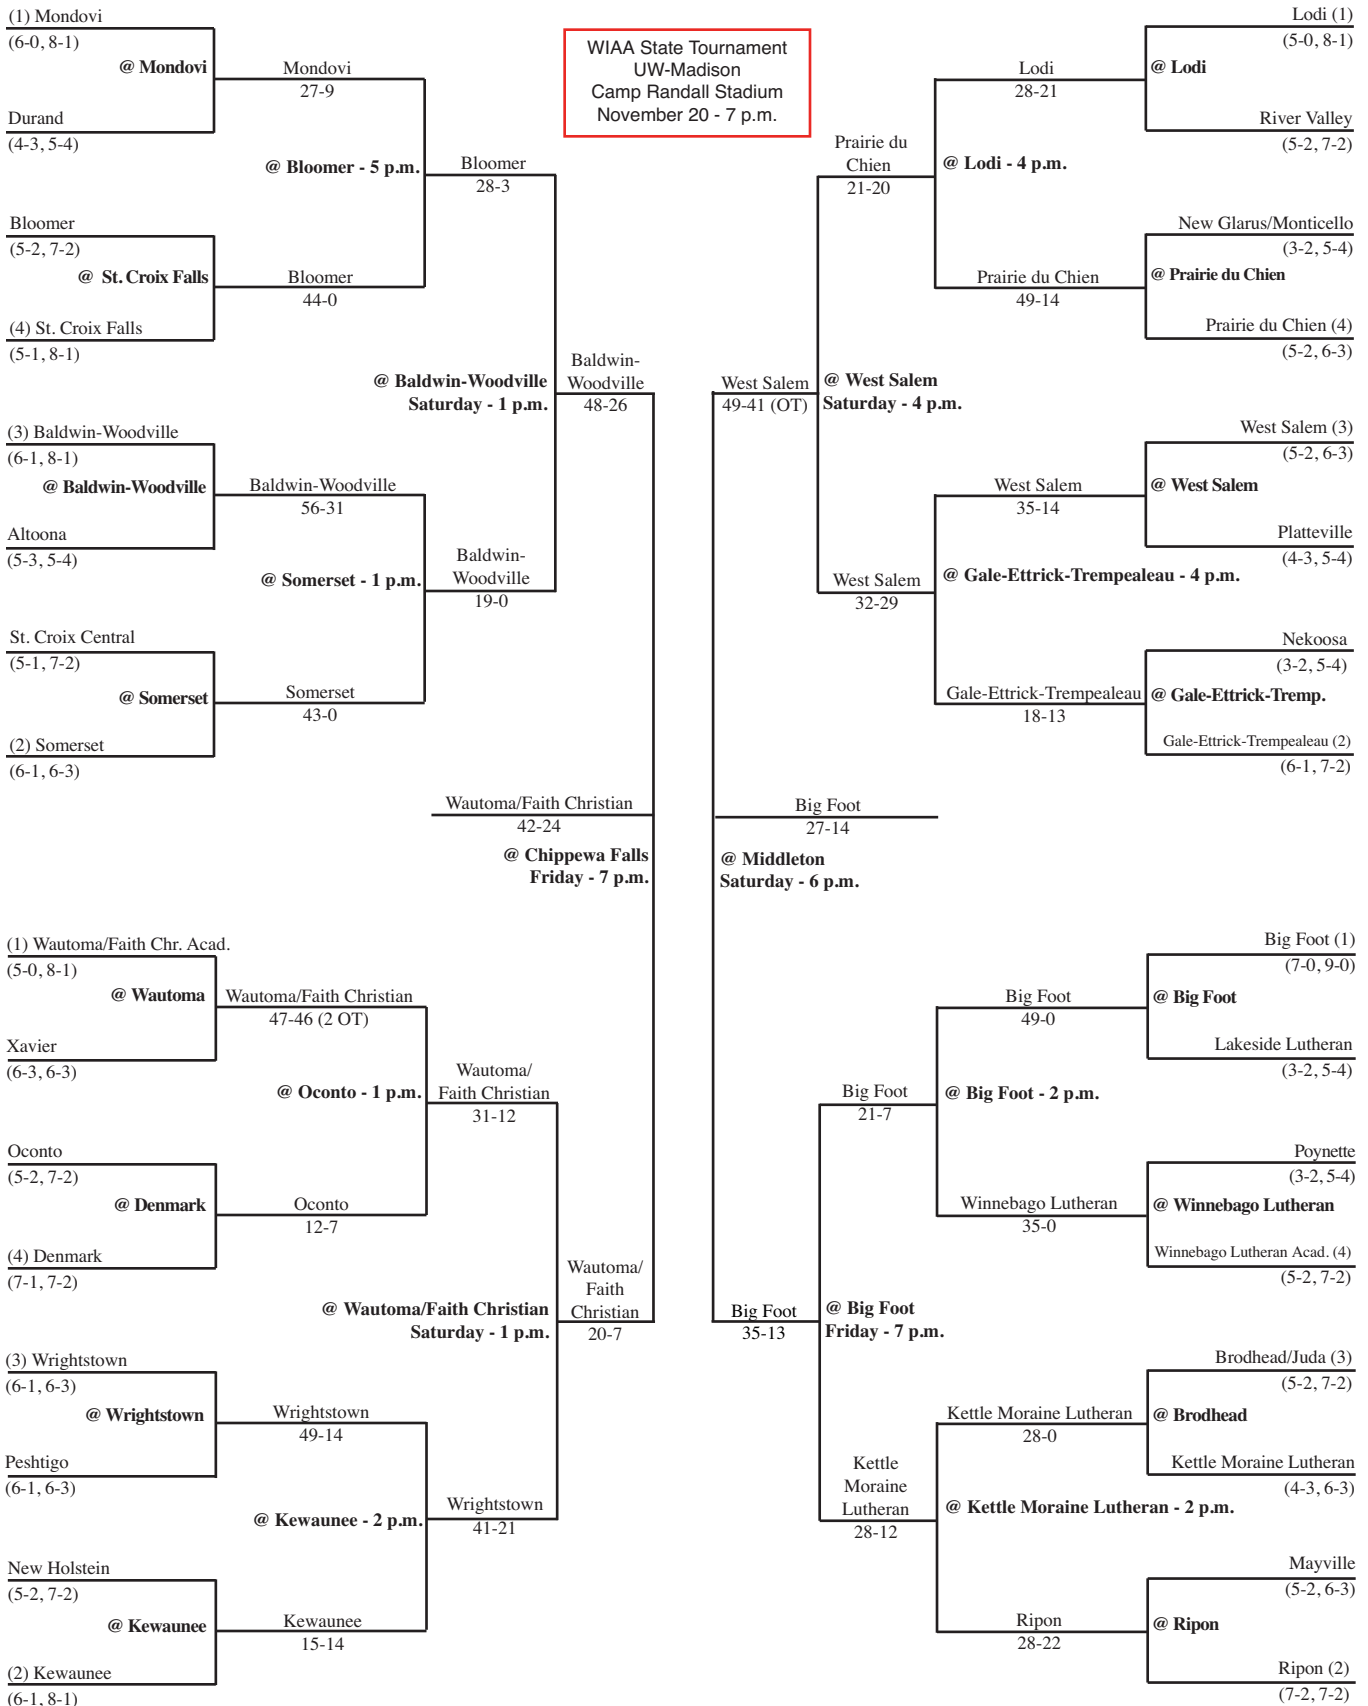 (1) Mondovi
(6-0, 8-1)
@ Mondovi
Durand
(4-3, 5-4)
Mondovi
27-9
@ Bloomer - 5 p.m.
Bloomer
(5-2, 7-2)
@ St. Croix Falls
(4) St. Croix Falls
(5-1, 8-1)
Bloomer
44-0
Bloomer
28-3
@ Baldwin-Woodville
Saturday - 1 p.m.
(3) Baldwin-Woodville
(6-1, 8-1)
@ Baldwin-Woodville
Altoona
(5-3, 5-4)
Baldwin-Woodville
56-31
@ Somerset - 1 p.m.
St. Croix Central
(5-1, 7-2)
@ Somerset
(2) Somerset
(6-1, 6-3)
Somerset
43-0
Baldwin-
Woodville
19-0
Baldwin-
Woodville
48-26
Wautoma/Faith Christian
42-24
@ Chippewa Falls
Friday - 7 p.m.
(1) Wautoma/Faith Chr. Acad.
(5-0, 8-1)
@ Wautoma
Xavier
(6-3, 6-3)
Wautoma/Faith Christian
47-46 (2 OT)
@ Oconto - 1 p.m.
Oconto
(5-2, 7-2)
@ Denmark
(4) Denmark
(7-1, 7-2)
Oconto
12-7
Wautoma/
Faith Christian
31-12
@ Wautoma/Faith Christian
Saturday - 1 p.m.
Wautoma/
Faith
Christian
20-7
(3) Wrightstown
(6-1, 6-3)
@ Wrightstown
Peshtigo
(6-1, 6-3)
Wrightstown
49-14
@ Kewaunee - 2 p.m.
Wrightstown
41-21
New Holstein
(5-2, 7-2)
@ Kewaunee
(2) Kewaunee
(6-1, 8-1)
Kewaunee
15-14
WIAA State Tournament
UW-Madison
Camp Randall Stadium
November 20 - 7 p.m.
Lodi (1)
(5-0, 8-1)
@ Lodi
River Valley
(5-2, 7-2)
Lodi
28-21
@ Lodi - 4 p.m.
Prairie du
Chien
21-20
New Glarus/Monticello
(3-2, 5-4)
@ Prairie du Chien
Prairie du Chien (4)
(5-2, 6-3)
Prairie du Chien
49-14
West Salem
49-41 (OT)
@ West Salem
Saturday - 4 p.m.
West Salem (3)
(5-2, 6-3)
@ West Salem
Platteville
(4-3, 5-4)
West Salem
35-14
@ Gale-Ettrick-Trempealeau - 4 p.m.
West Salem
32-29
Nekoosa
(3-2, 5-4)
@ Gale-Ettrick-Tremp.
Gale-Ettrick-Trempealeau (2)
(6-1, 7-2)
Gale-Ettrick-Trempealeau
18-13
Big Foot
27-14
@ Middleton
Saturday - 6 p.m.
Big Foot (1)
(7-0, 9-0)
@ Big Foot
Lakeside Lutheran
(3-2, 5-4)
Big Foot
49-0
@ Big Foot - 2 p.m.
Big Foot
21-7
Poynette
(3-2, 5-4)
@ Winnebago Lutheran
Winnebago Lutheran Acad. (4)
(5-2, 7-2)
Winnebago Lutheran
35-0
Big Foot
35-13
@ Big Foot
Friday - 7 p.m.
Brodhead/Juda (3)
(5-2, 7-2)
@ Brodhead
Kettle Moraine Lutheran
(4-3, 6-3)
Kettle Moraine Lutheran
28-0
@ Kettle Moraine Lutheran - 2 p.m.
Kettle
Moraine
Lutheran
28-12
Mayville
(5-2, 6-3)
@ Ripon
Ripon (2)
(7-2, 7-2)
Ripon
28-22